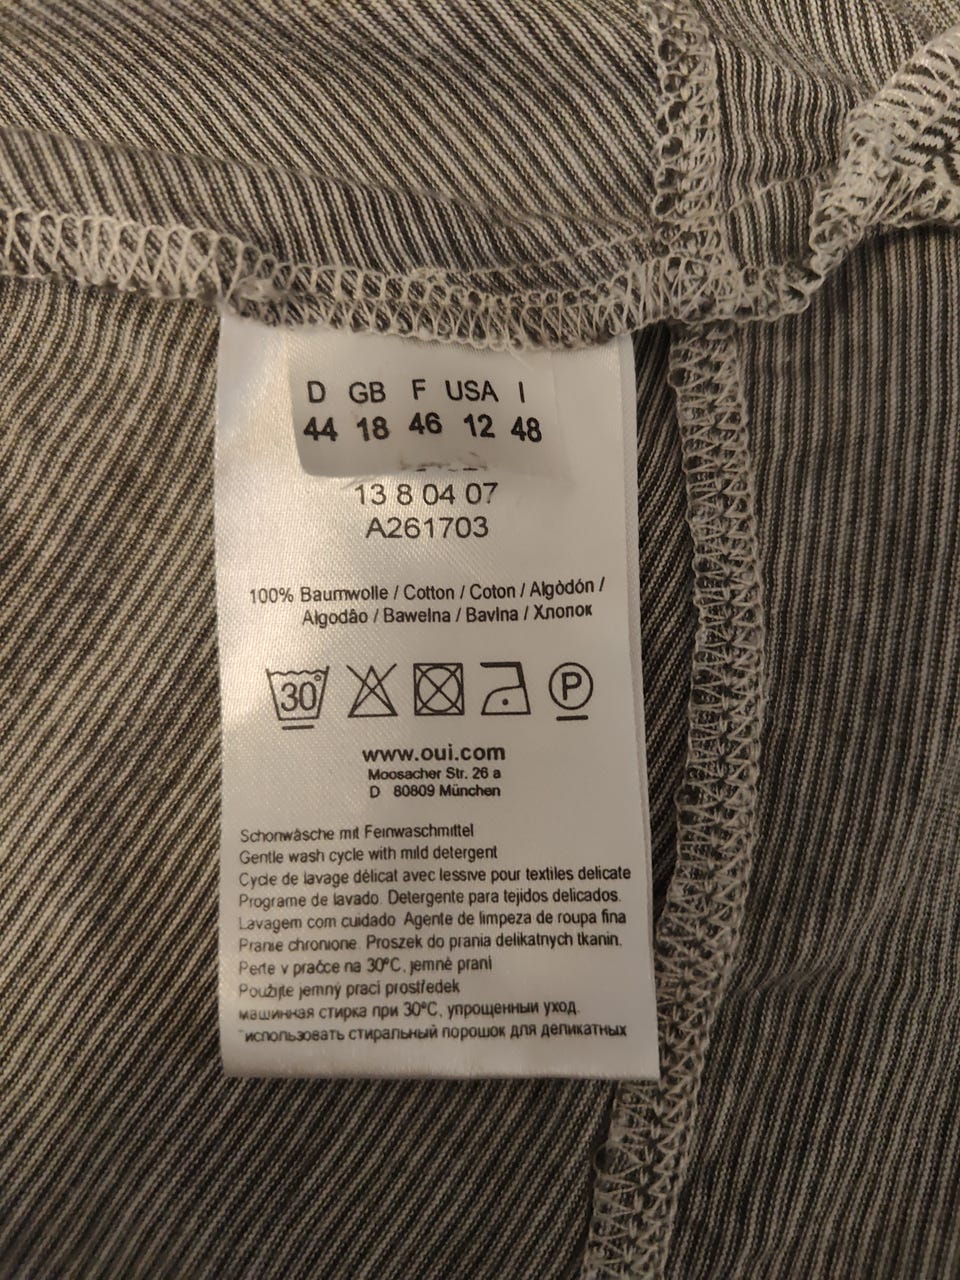 D GB F USA I
44 18 46 12 48
13 8 04 07
A261703
100% Baumwolle / Cotton / Coton / Algòdón /
Algodâo / Bawelna / Bavlna / Хлопок
30°
P
www.oui.com
Moosacher Str. 26 a
D 80809 München
Schonwäsche mit Feinwaschmittel
Gentle wash cycle with mild detergent
Cycle de lavage délicat avec lessive pour textiles delicate
Programe de lavado. Detergente para tejidos delicados.
Lavagem com cuidado Agente de limpeza de roupa fina
Pranie chronione. Proszek do prania delikatnych tkanin.
Perte v pračce na 30°C, jemné praní
Použijte jemný prací prostředek
машинная стирка при 30°C, упрощенный уход.
использовать стиральный порошок для деликатных